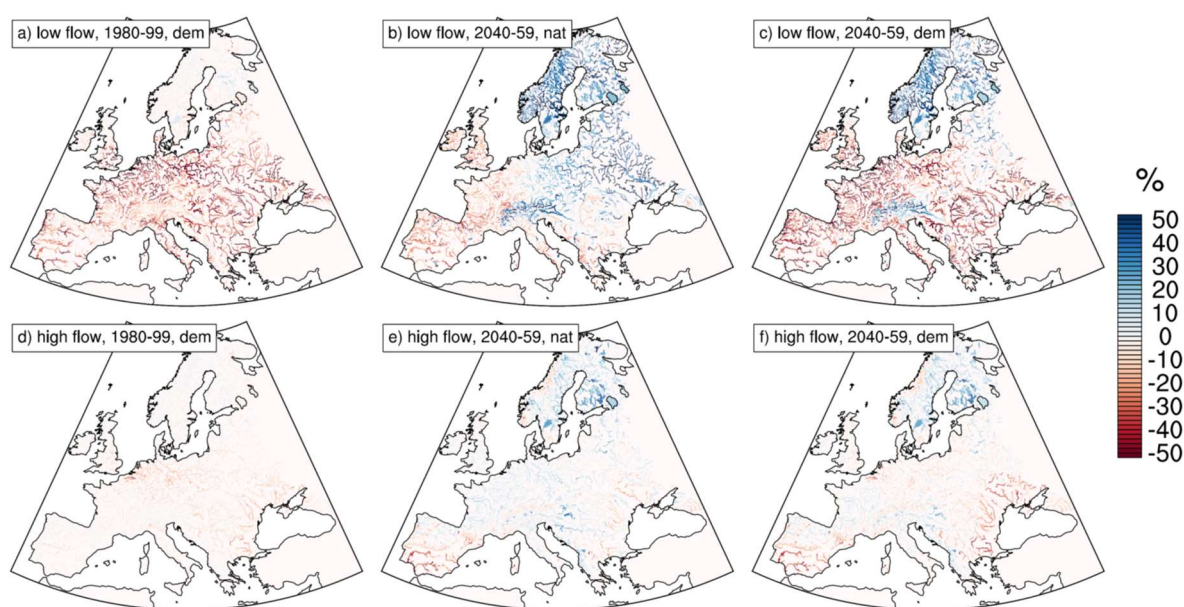 a) low flow, 1980-99, dem
b) low flow, 2040-59, nat
c) low flow, 2040-59, dem
%
50
40
30
20
10
0
-10
-20
-30
-40
-50
d) high flow, 1980-99, dem
e) high flow, 2040-59, nat
f) high flow, 2040-59, dem